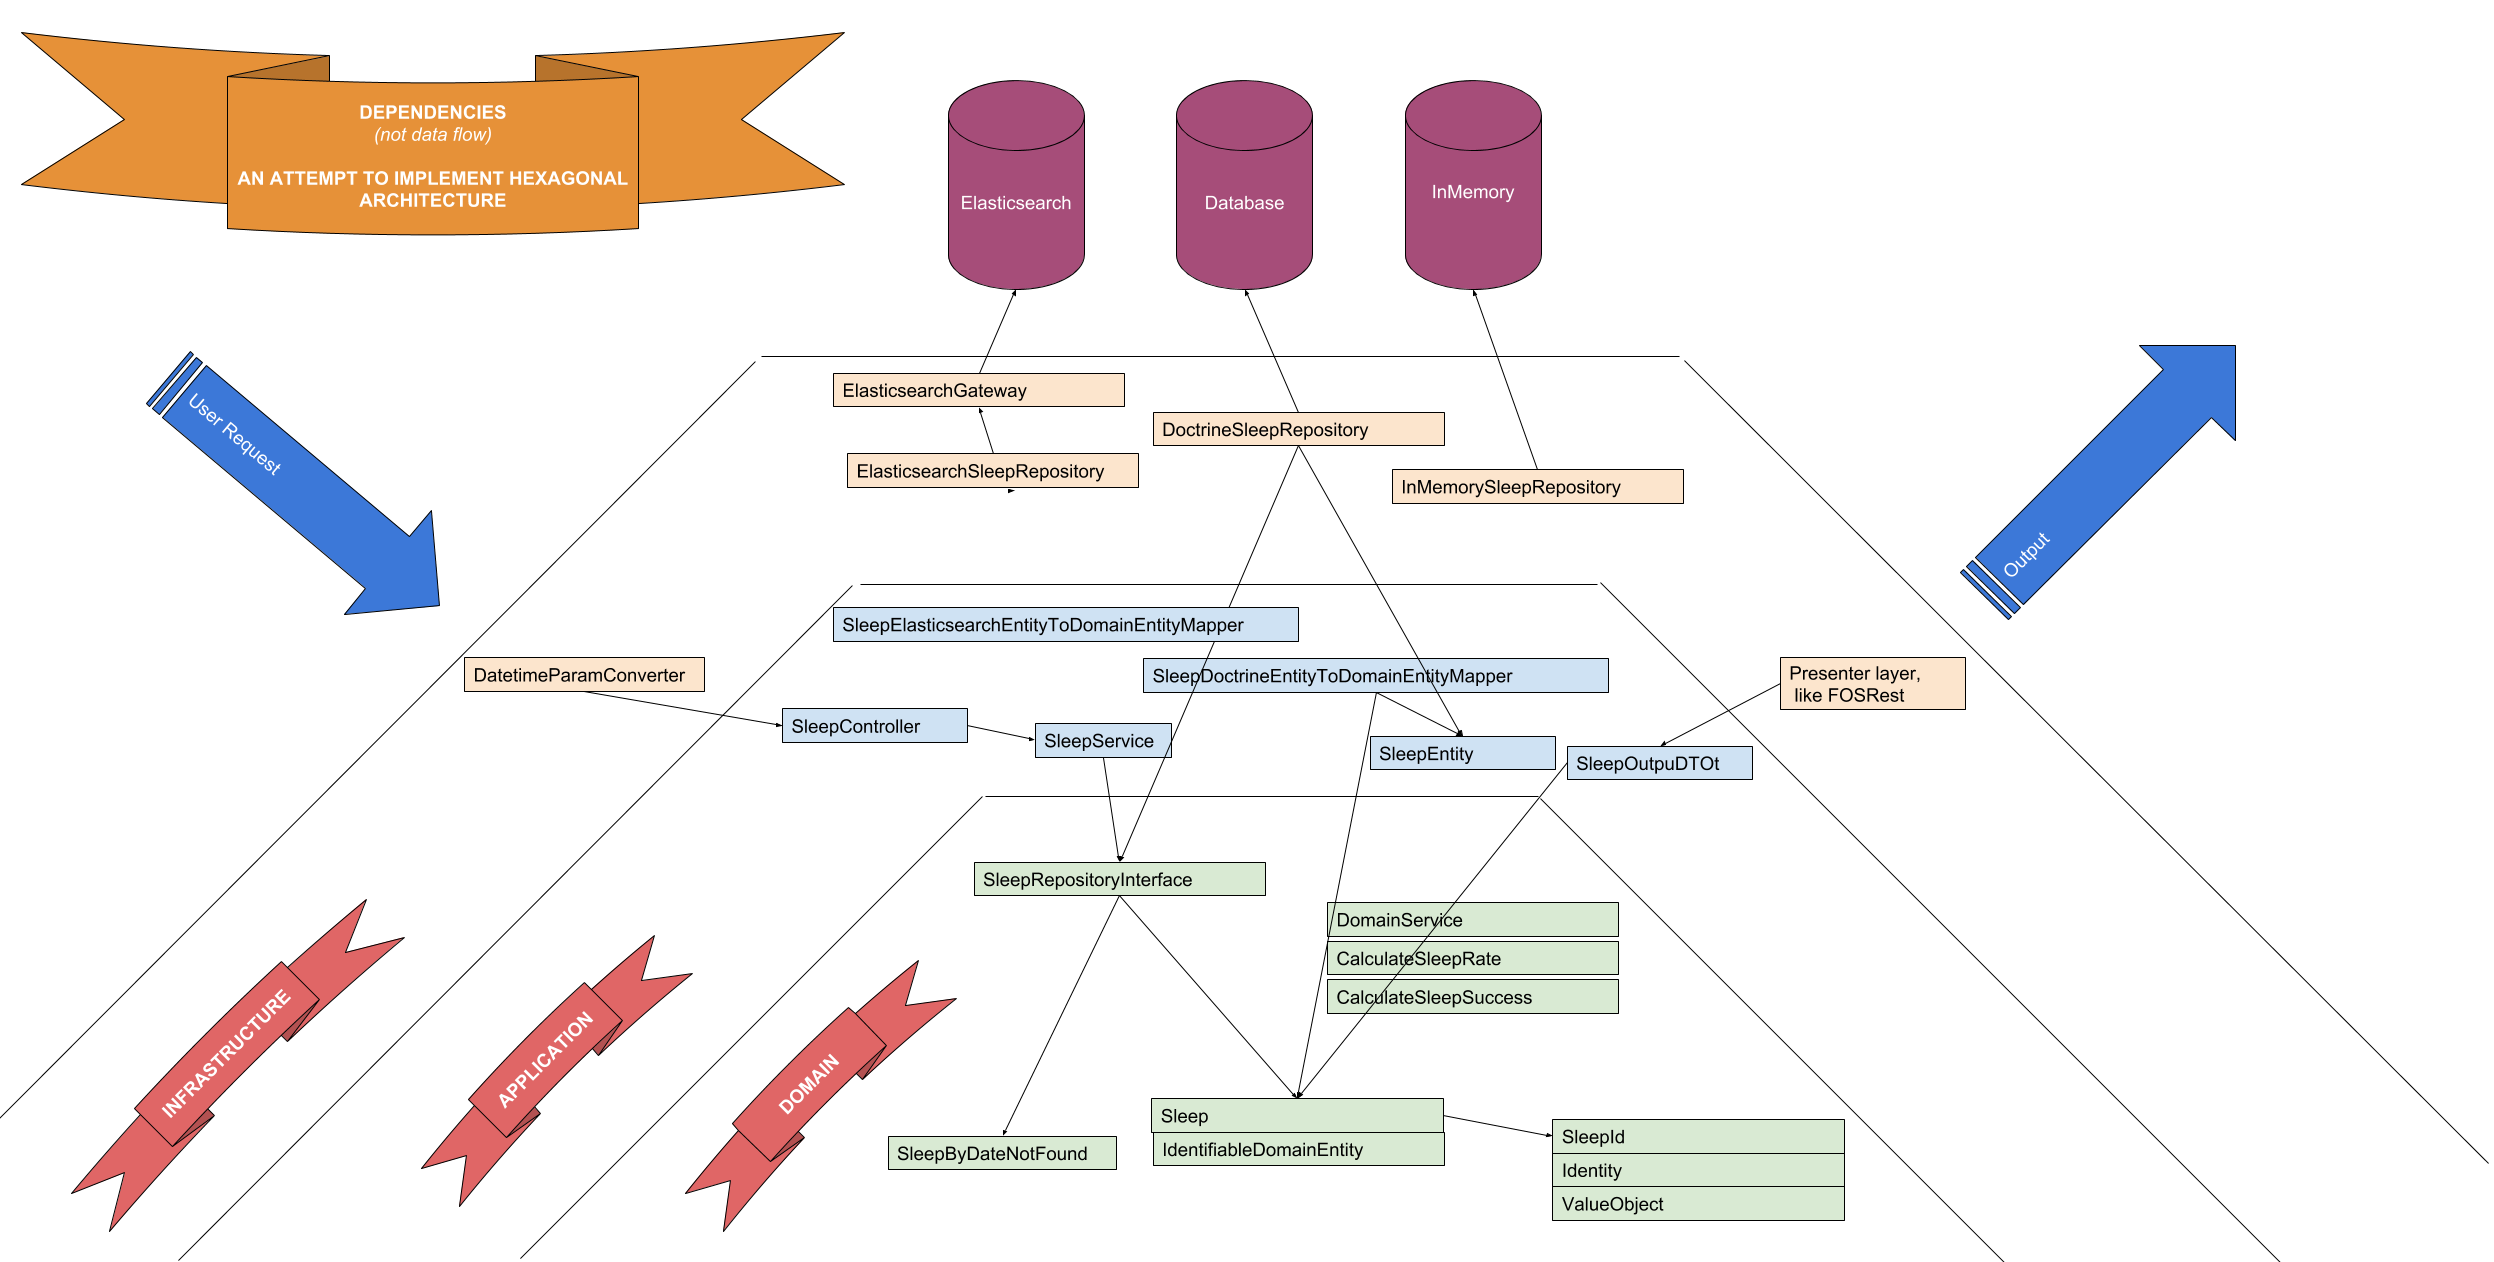 DEPENDENCIES
(not data flow)
AN ATTEMPT TO IMPLEMENT HEXAGONAL
ARCHITECTURE
Elasticsearch
Database
InMemory
User Request
Output
ElasticsearchGateway
DoctrineSleepRepository
ElasticsearchSleepRepository
InMemorySleepRepository
SleepElasticsearchEntityToDomainEntityMapper
DatetimeParamConverter
SleepDoctrineEntityToDomainEntityMapper
Presenter layer,
like FOSRest
SleepController
SleepService
SleepEntity
SleepOutpuDTOt
SleepRepositoryInterface
DomainService
CalculateSleepRate
CalculateSleepSuccess
INFRASTRUCTURE
APPLICATION
DOMAIN
Sleep
IdentifiableDomainEntity
SleepByDateNotFound
SleepId
Identity
ValueObject